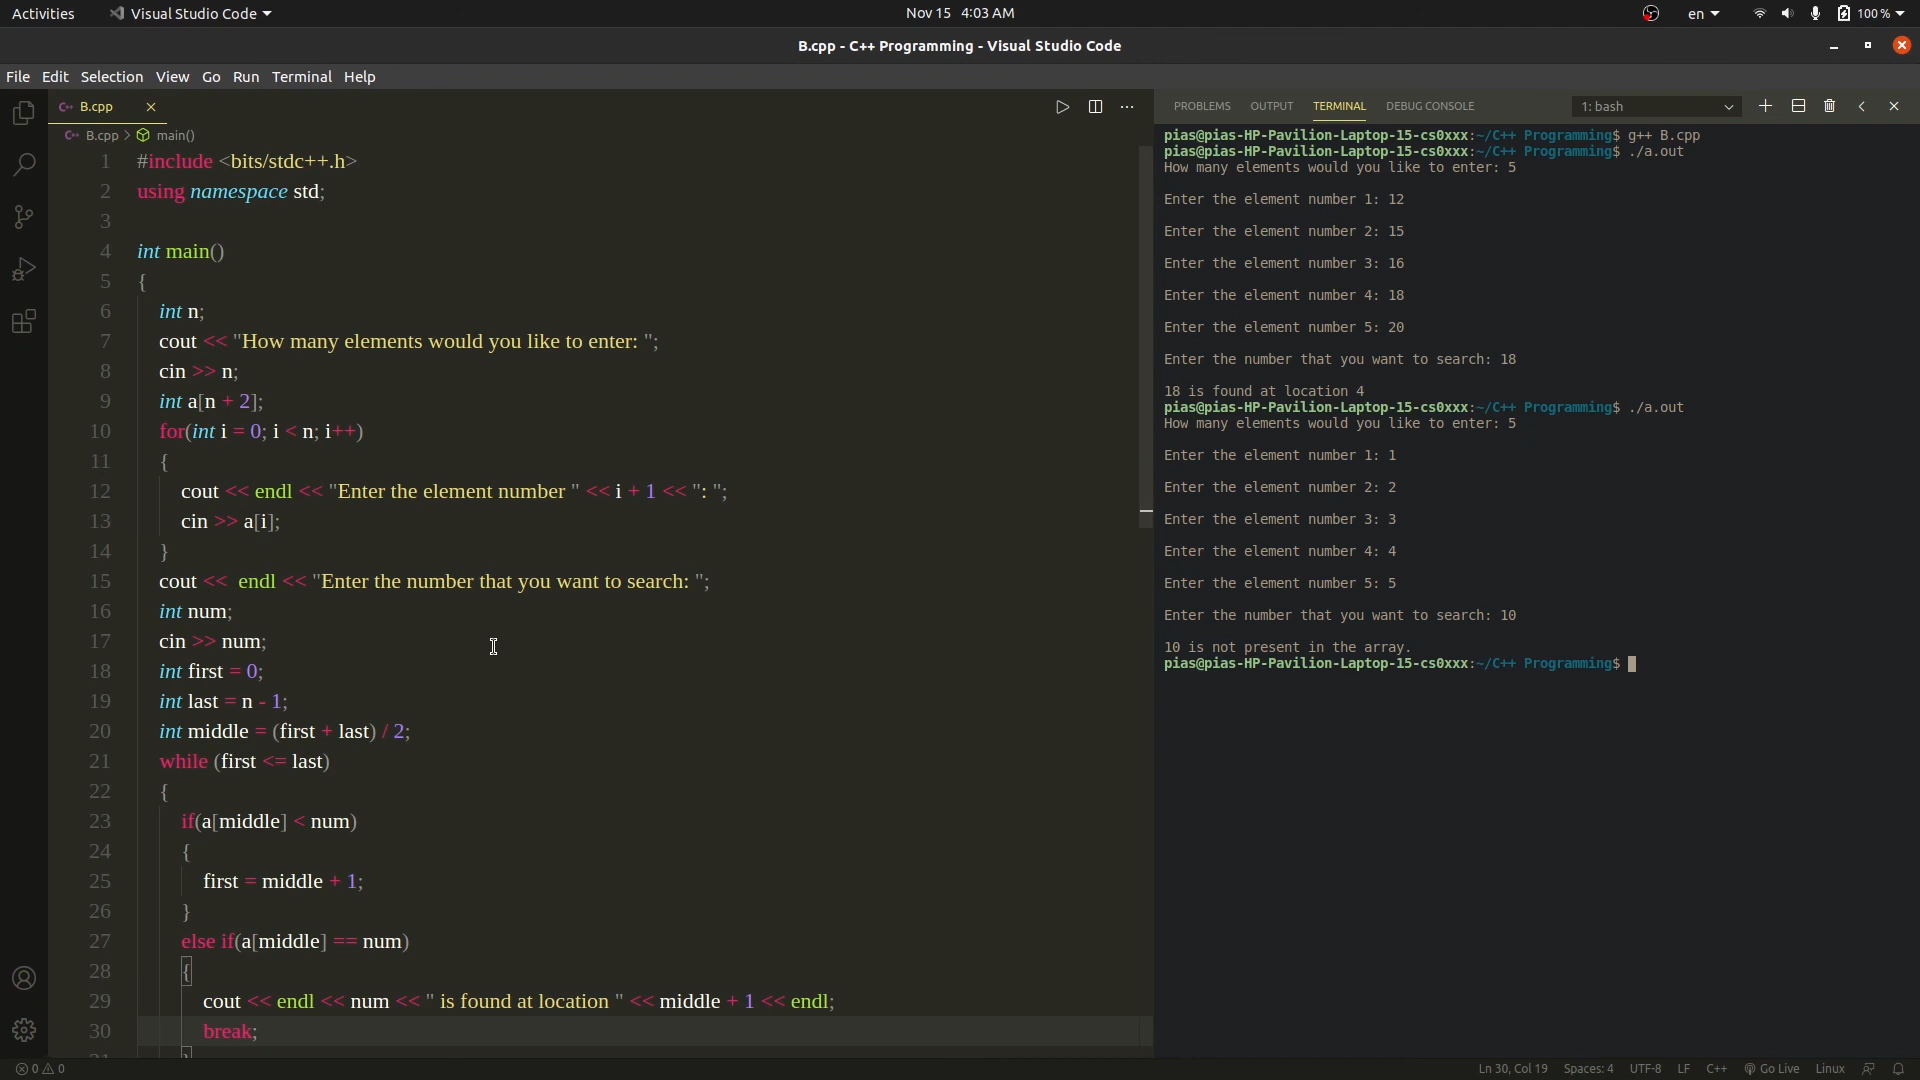 Activities Visual Studio Code Nov 15 4:03 AM en 100 %
B.cpp - C++ Programming - Visual Studio Code
File Edit Selection View Go Run Terminal Help
B.cpp
B.cpp > main()
1 #include <bits/stdc++.h>
2 using namespace std;
3
4 int main()
5 {
6 int n;
7 cout << "How many elements would you like to enter: ";
8 cin >> n;
9 int a[n + 2];
10 for(int i = 0; i < n; i++)
11 {
12 cout << endl << "Enter the element number " << i + 1 << ": ";
13 cin >> a[i];
14 }
15 cout <<  endl << "Enter the number that you want to search: ";
16 int num;
17 cin >> num;
18 int first = 0;
19 int last = n - 1;
20 int middle = (first + last) / 2;
21 while (first <= last)
22 {
23 if(a[middle] < num)
24 {
25 first = middle + 1;
26 }
27 else if(a[middle] == num)
28 {
29 cout << endl << num << " is found at location " << middle + 1 << endl;
30 break;
PROBLEMS OUTPUT TERMINAL DEBUG CONSOLE 1: bash
pias@pias-HP-Pavilion-Laptop-15-cs0xxx:~/C++ Programming$ g++ B.cpp
pias@pias-HP-Pavilion-Laptop-15-cs0xxx:~/C++ Programming$ ./a.out
How many elements would you like to enter: 5
Enter the element number 1: 12
Enter the element number 2: 15
Enter the element number 3: 16
Enter the element number 4: 18
Enter the element number 5: 20
Enter the number that you want to search: 18
18 is found at location 4
pias@pias-HP-Pavilion-Laptop-15-cs0xxx:~/C++ Programming$ ./a.out
How many elements would you like to enter: 5
Enter the element number 1: 1
Enter the element number 2: 2
Enter the element number 3: 3
Enter the element number 4: 4
Enter the element number 5: 5
Enter the number that you want to search: 10
10 is not present in the array.
pias@pias-HP-Pavilion-Laptop-15-cs0xxx:~/C++ Programming$
0 0 Ln 30, Col 19 Spaces: 4 UTF-8 LF C++ Go Live Linux